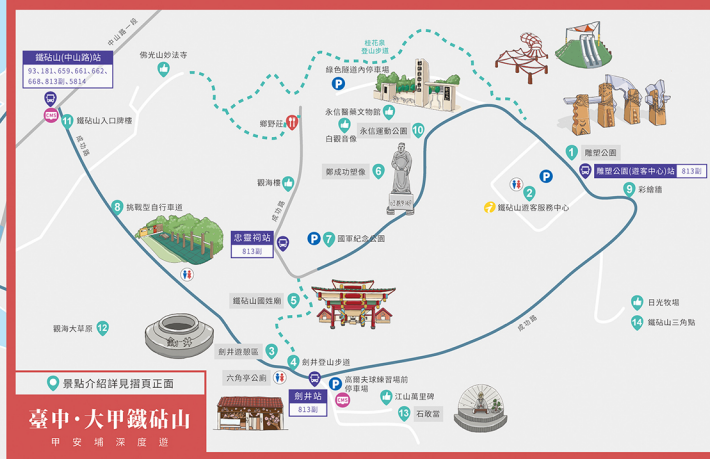 中山路一段
鐵砧山(中山路)站
93.181、659.661、662、
668.813副、5814
佛光山妙法寺
桂花泉
登山步道
綠色隧道內停車場
P
CMS
11 鐵砧山入口牌樓
成功路
鄉野莊
永信醫藥文物館
白觀音像
永信運動公園 10
1
雕塑公園
雕塑公園(遊客中心)站 813副
鄭成功塑像 6
P
2
鐵砧山遊客服務中心
9 彩繪牆
觀海樓
8 挑戰型自行車道
成功路
忠靈祠站
813副
P 7 國軍紀念公園
鐵砧山國姓廟 5
日光牧場
14 鐵砧山三角點
成功路
觀海大草原 12
劍井
劍井遊憩區 3
4 劍井登山步道
六角亭公廁
劍井站
813副
P 高爾夫球練習場前
停車場
CMS
江山萬里碑
13 石敢當
景點介紹詳見摺頁正面
臺中・大甲鐵砧山
甲安埔深度遊